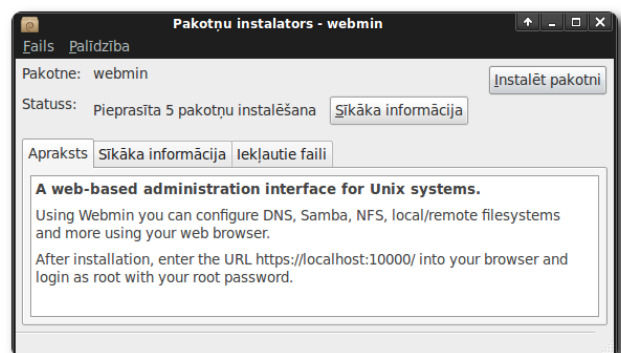 Pakotņu instalators - webmin
Fails Palīdzība
Pakotne: webmin
Instalēt pakotni
Statuss: Pieprasīta 5 pakotņu instalēšana Sīkāka informācija
Apraksts Sīkāka informācija Iekļautie faili
A web-based administration interface for Unix systems.
Using Webmin you can configure DNS, Samba, NFS, local/remote filesystems
and more using your web browser.
After installation, enter the URL https://localhost:10000/ into your browser and
login as root with your root password.